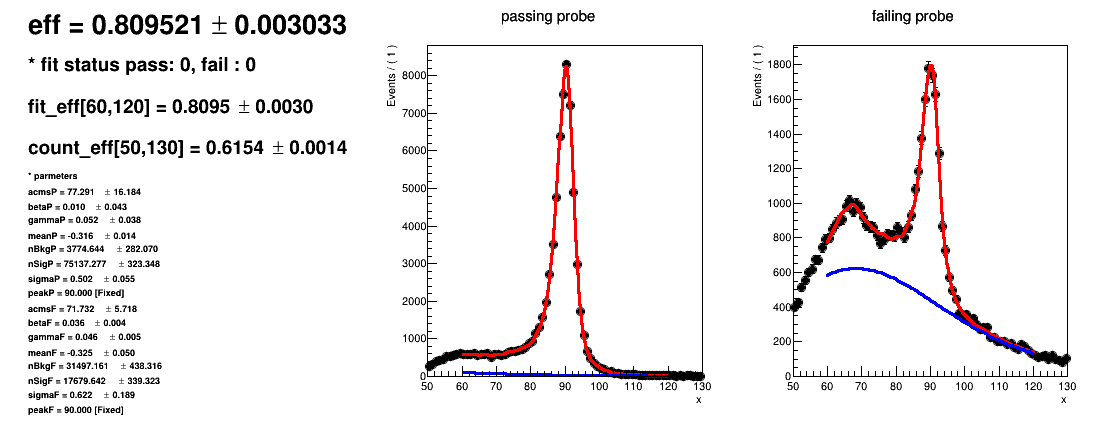 eff = 0.809521 ± 0.003033
* fit status pass: 0, fail : 0
fit_eff[60,120] = 0.8095 ± 0.0030
count_eff[50,130] = 0.6154 ± 0.0014
* parmeters
acmsP = 77.291 ± 16.184
betaP = 0.010 ± 0.043
gammaP = 0.052 ± 0.038
meanP = -0.316 ± 0.014
nBkgP = 3774.644 ± 282.070
nSigP = 75137.277 ± 323.348
sigmaP = 0.502 ± 0.055
peakP = 90.000 [Fixed]
acmsF = 71.732 ± 5.718
betaF = 0.036 ± 0.004
gammaF = 0.046 ± 0.005
meanF = -0.325 ± 0.050
nBkgF = 31497.161 ± 438.316
nSigF = 17679.642 ± 339.323
sigmaF = 0.622 ± 0.189
peakF = 90.000 [Fixed]
passing probe
Events / ( 1 )
8000
7000
6000
5000
4000
3000
2000
1000
0
50 60 70 80 90 100 110 120 130
x
failing probe
Events / ( 1 )
1800
1600
1400
1200
1000
800
600
400
200
0
50 60 70 80 90 100 110 120 130
x